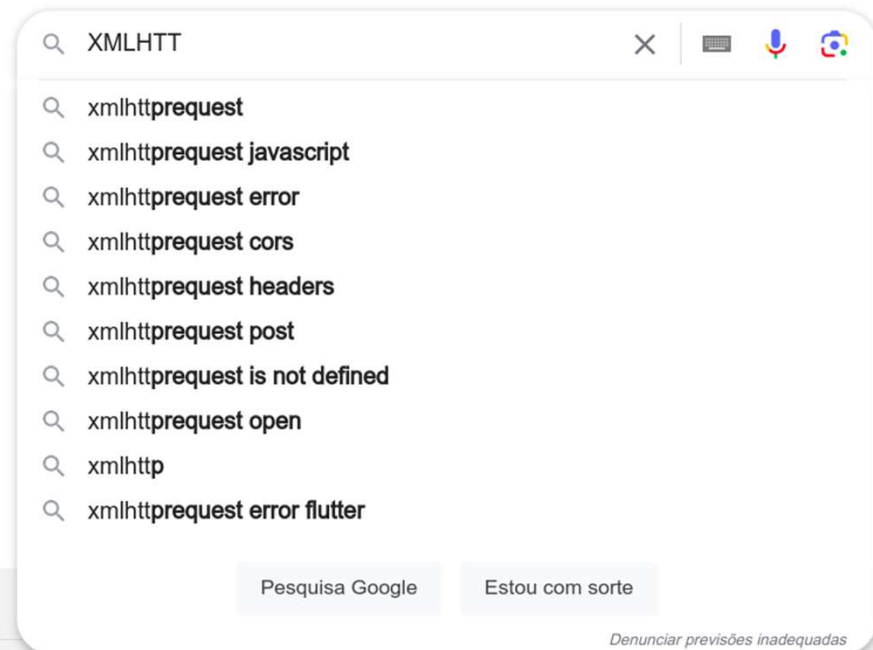 XMLHTT
xmlhttprequest
xmlhttprequest javascript
xmlhttprequest error
xmlhttprequest cors
xmlhttprequest headers
xmlhttprequest post
xmlhttprequest is not defined
xmlhttprequest open
xmlhttp
xmlhttprequest error flutter
Pesquisa Google Estou com sorte
Denunciar previsões inadequadas